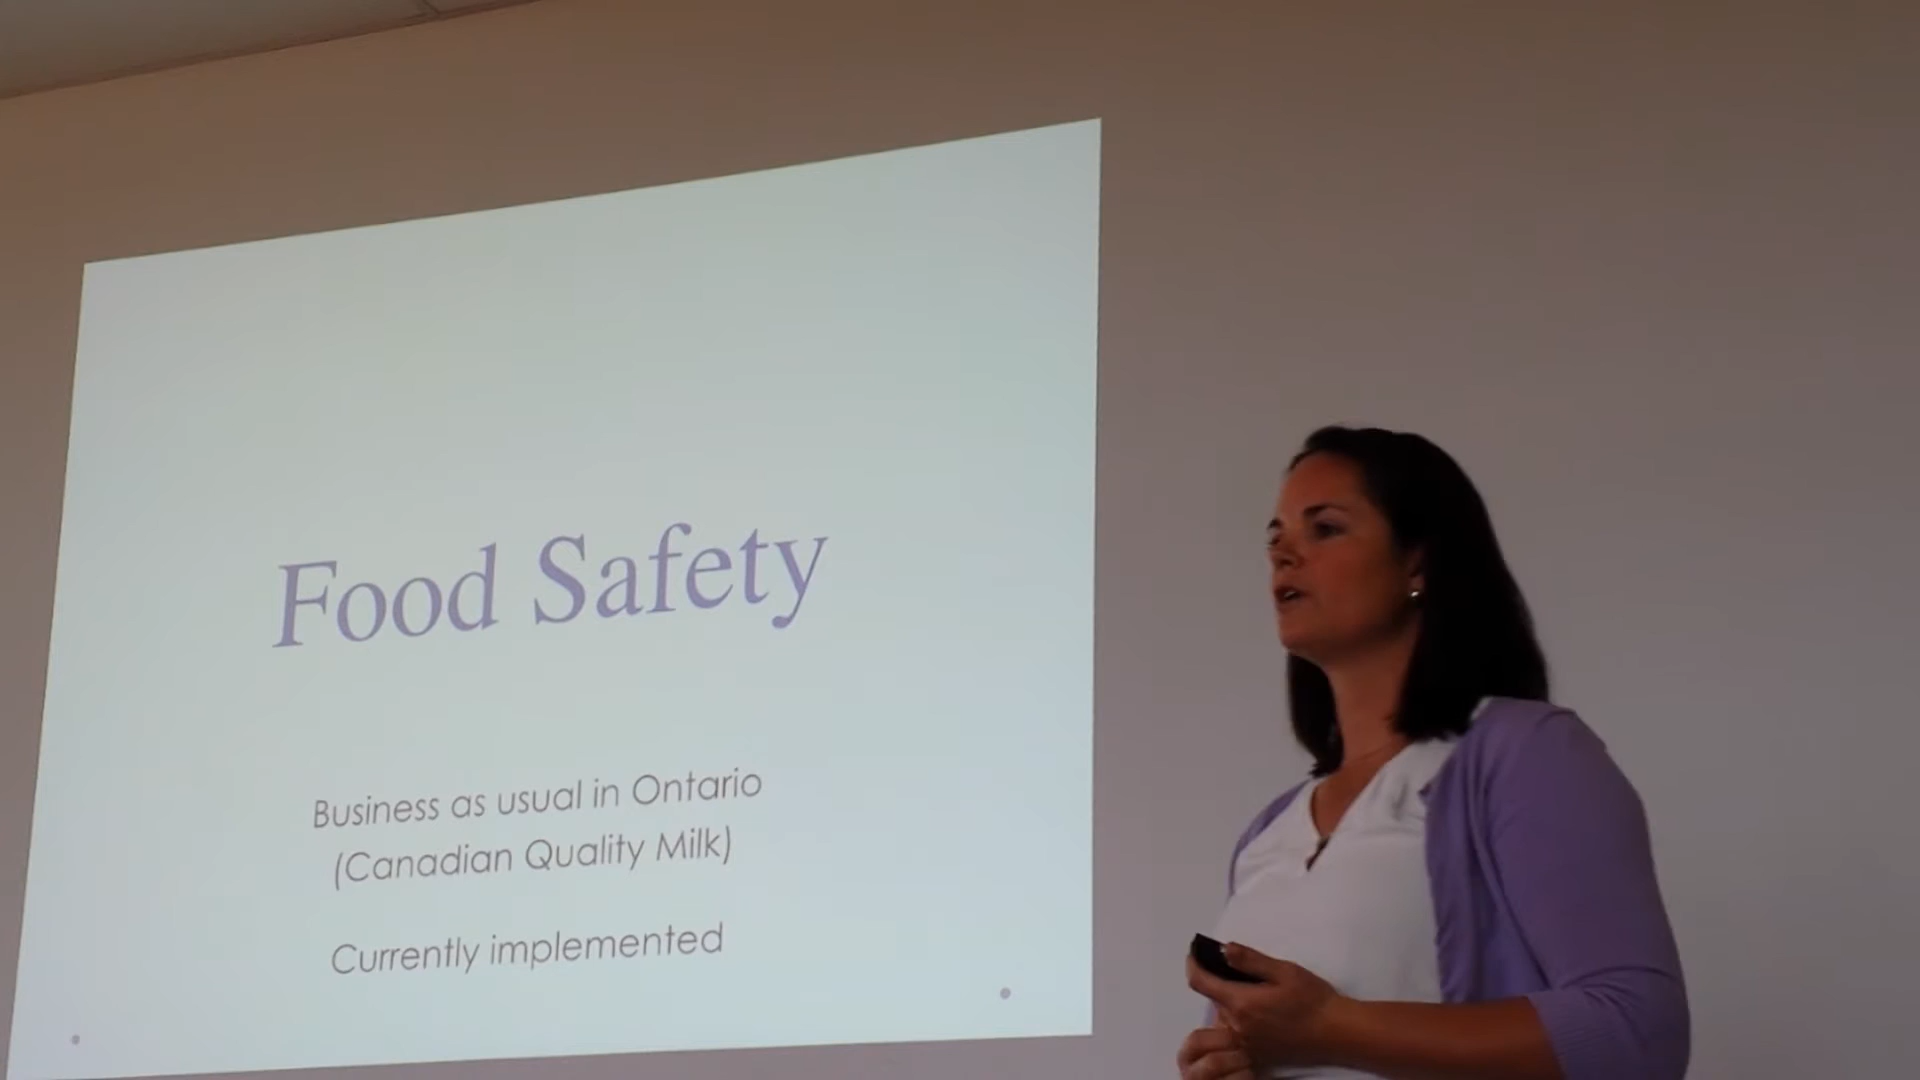 Food Safety
Business as usual in Ontario
(Canadian Quality Milk)
Currently implemented